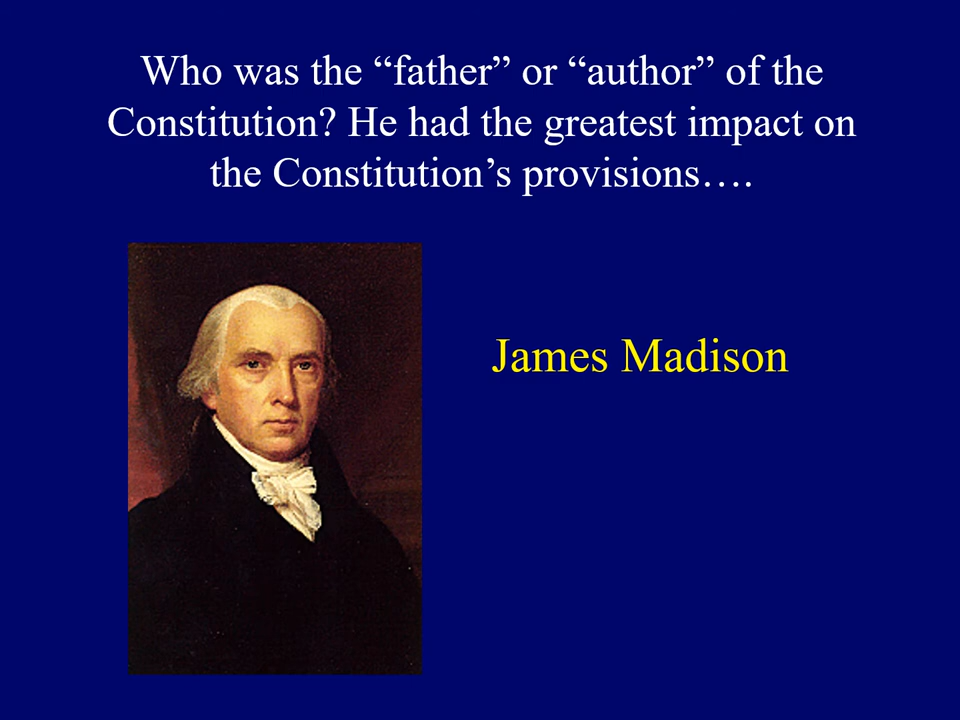 Who was the “father” or “author” of the
Constitution? He had the greatest impact on
the Constitution’s provisions….
James Madison